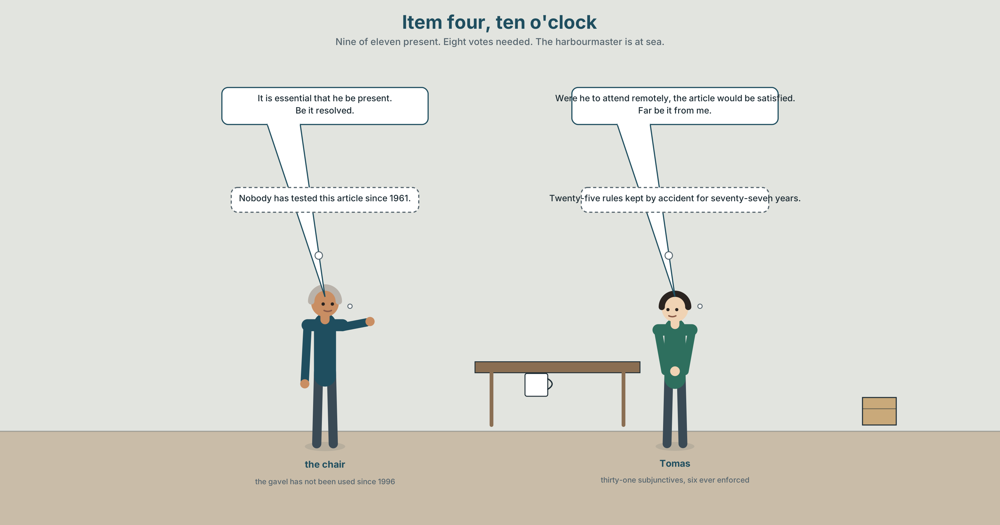 Item four, ten o'clock
Nine of eleven present. Eight votes needed. The harbourmaster is at sea.
It is essential that he be present.
Be it resolved.
Were he to attend remotely, the article would be satisfied.
Far be it from me.
Nobody has tested this article since 1961.
Twenty-five rules kept by accident for seventy-seven years.
the chair
the gavel has not been used since 1996
Tomas
thirty-one subjunctives, six ever enforced